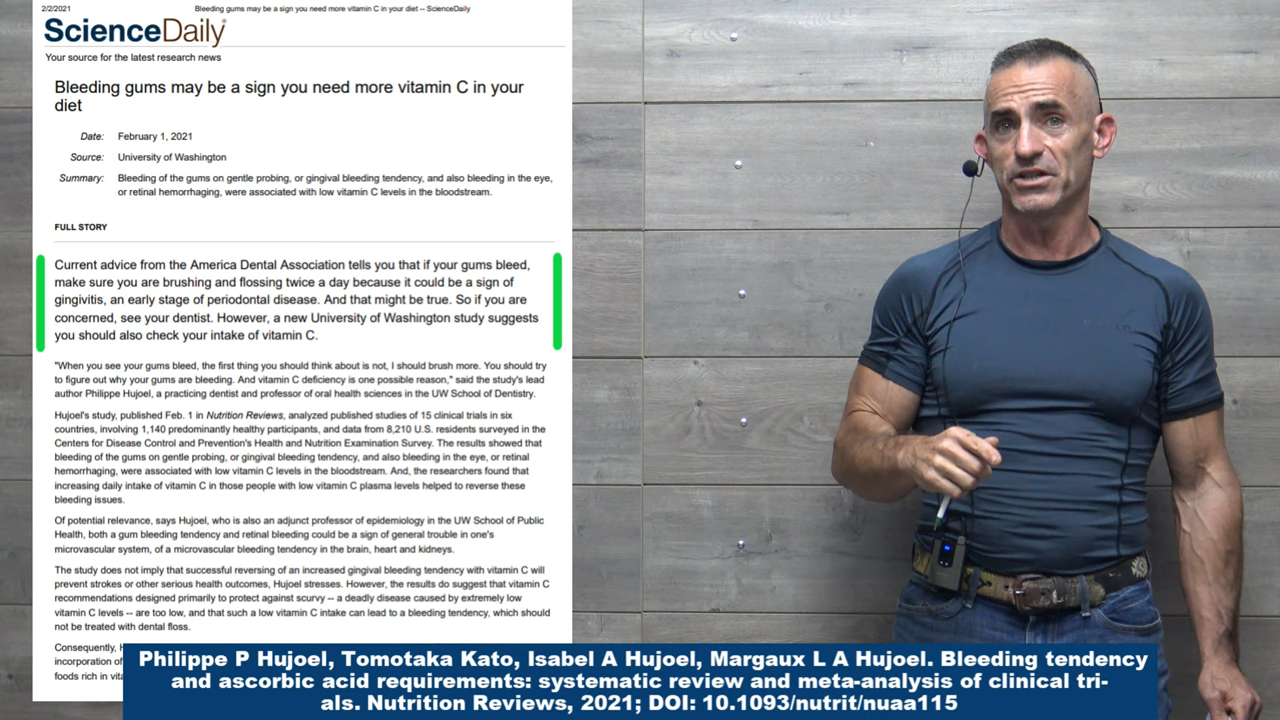 2/2/2021
Bleeding gums may be a sign you need more vitamin C in your diet -- ScienceDaily
ScienceDaily
Your source for the latest research news
Bleeding gums may be a sign you need more vitamin C in your
diet
Date: February 1, 2021
Source: University of Washington
Summary: Bleeding of the gums on gentle probing, or gingival bleeding tendency, and also bleeding in the eye,
or retinal hemorrhaging, were associated with low vitamin C levels in the bloodstream.
FULL STORY
Current advice from the America Dental Association tells you that if your gums bleed,
make sure you are brushing and flossing twice a day because it could be a sign of
gingivitis, an early stage of periodontal disease. And that might be true. So if you are
concerned, see your dentist. However, a new University of Washington study suggests
you should also check your intake of vitamin C.
"When you see your gums bleed, the first thing you should think about is not, I should brush more. You should try
to figure out why your gums are bleeding. And vitamin C deficiency is one possible reason," said the study's lead
author Philippe Hujoel, a practicing dentist and professor of oral health sciences in the UW School of Dentistry.
Hujoel's study, published Feb. 1 in Nutrition Reviews, analyzed published studies of 15 clinical trials in six
countries, involving 1,140 predominantly healthy participants, and data from 8,210 U.S. residents surveyed in the
Centers for Disease Control and Prevention's Health and Nutrition Examination Survey. The results showed that
bleeding of the gums on gentle probing, or gingival bleeding tendency, and also bleeding in the eye, or retinal
hemorrhaging, were associated with low vitamin C levels in the bloodstream. And, the researchers found that
increasing daily intake of vitamin C in those people with low vitamin C plasma levels helped to reverse these
bleeding issues.
Of potential relevance, says Hujoel, who is also an adjunct professor of epidemiology in the UW School of Public
Health, both a gum bleeding tendency and retinal bleeding could be a sign of general trouble in one's
microvascular system, of a microvascular bleeding tendency in the brain, heart and kidneys.
The study does not imply that successful reversing of an increased gingival bleeding tendency with vitamin C will
prevent strokes or other serious health outcomes, Hujoel stresses. However, the results do suggest that vitamin C
recommendations designed primarily to protect against scurvy -- a deadly disease caused by extremely low
vitamin C levels -- are too low, and that such a low vitamin C intake can lead to a bleeding tendency, which should
not be treated with dental floss.
Consequently,
incorporation of
foods rich in
Philippe P Hujoel, Tomotaka Kato, Isabel A Hujoel, Margaux L A Hujoel. Bleeding tendency
and ascorbic acid requirements: systematic review and meta-analysis of clinical tri-
als. Nutrition Reviews, 2021; DOI: 10.1093/nutrit/nuaa115